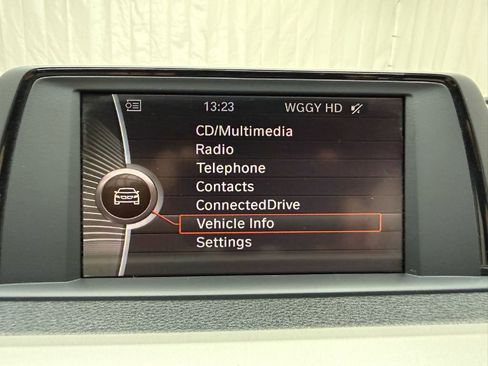 13:23 WGGY HD
CD/Multimedia
Radio
Telephone
Contacts
ConnectedDrive
Vehicle Info
Settings